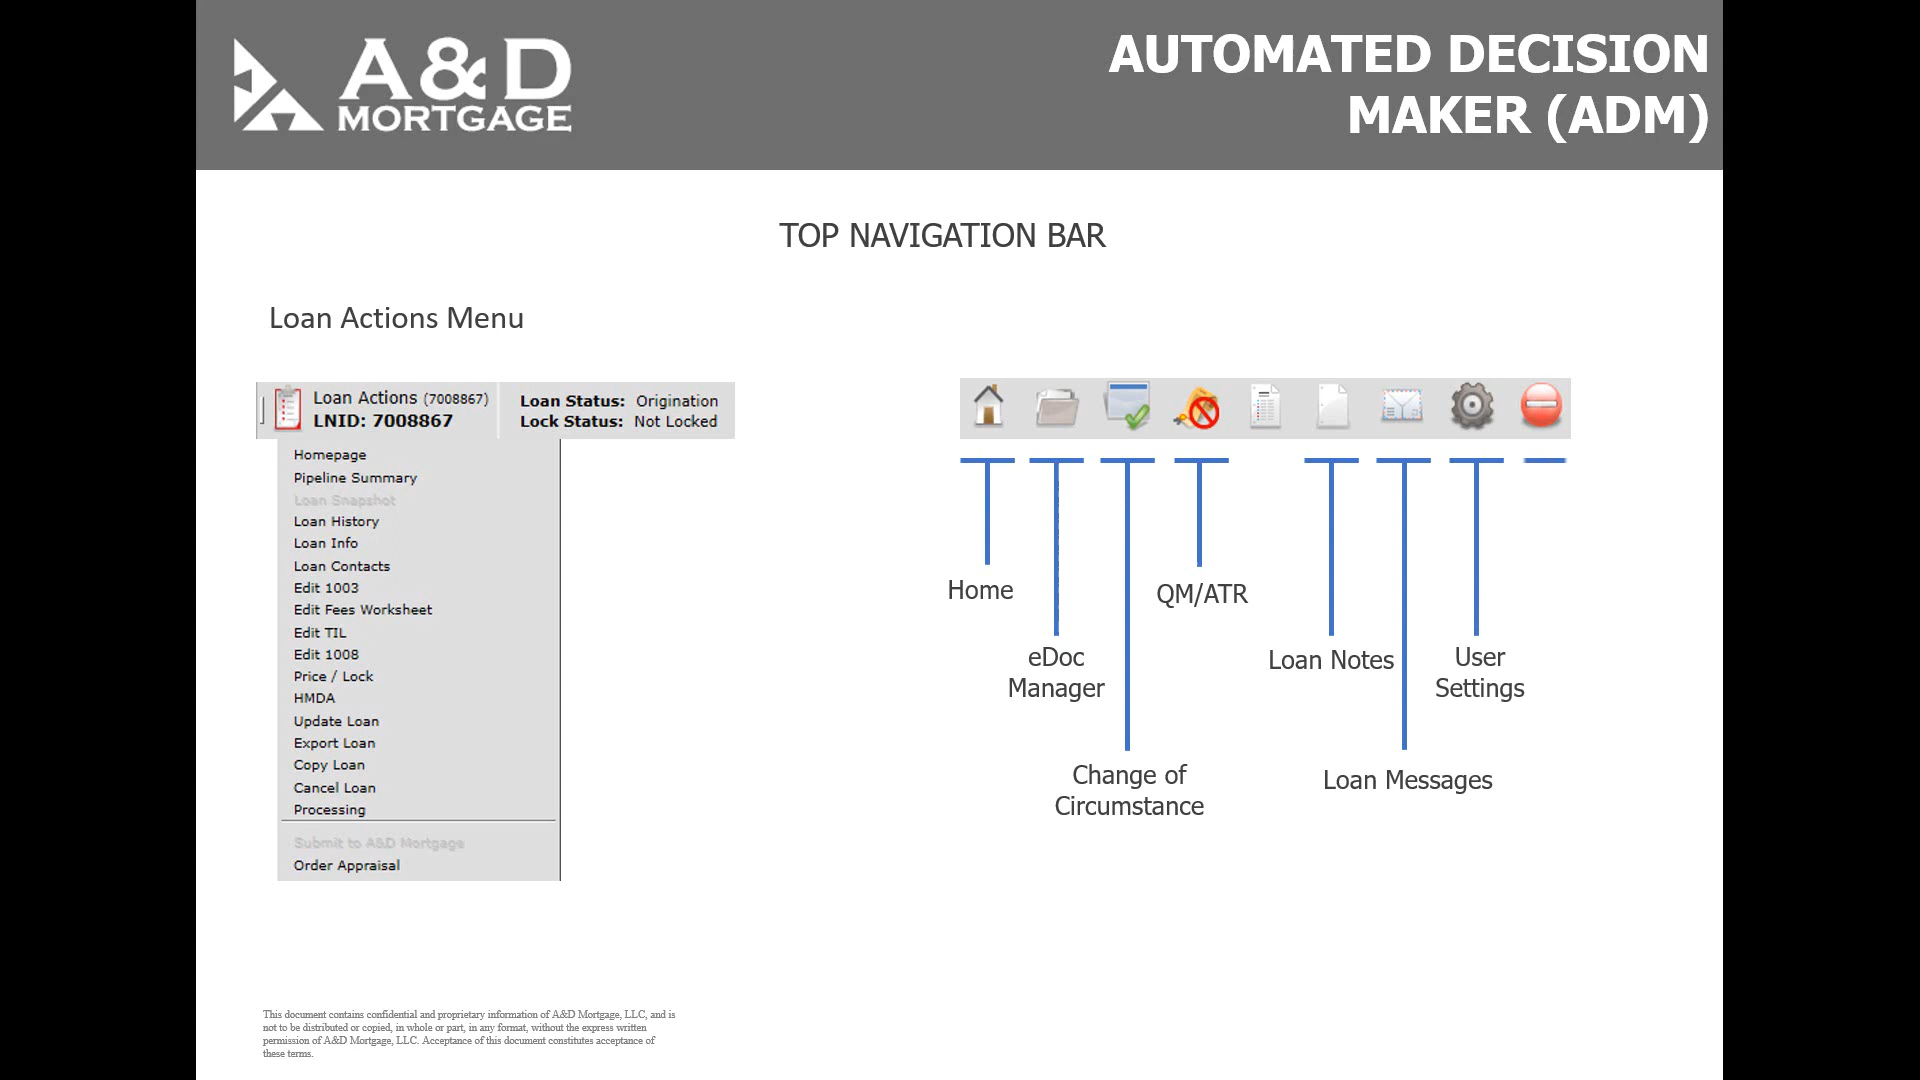 A&D
MORTGAGE
AUTOMATED DECISION
MAKER (ADM)
TOP NAVIGATION BAR
Loan Actions Menu
Loan Actions (7008867)
LNID: 7008867
Loan Status: Origination
Lock Status: Not Locked
Homepage
Pipeline Summary
Loan Snapshot
Loan History
Loan Info
Loan Contacts
Edit 1003
Edit Fees Worksheet
Edit TIL
Edit 1008
Price / Lock
HMDA
Update Loan
Export Loan
Copy Loan
Cancel Loan
Processing
Submit to A&D Mortgage
Order Appraisal
Home
eDoc
Manager
Change of
Circumstance
QM/ATR
Loan Notes
Loan Messages
User
Settings
This document contains confidential and proprietary information of A&D Mortgage, LLC, and is
not to be distributed or copied, in whole or part, in any format, without the express written
permission of A&D Mortgage, LLC. Acceptance of this document constitutes acceptance of
these terms.